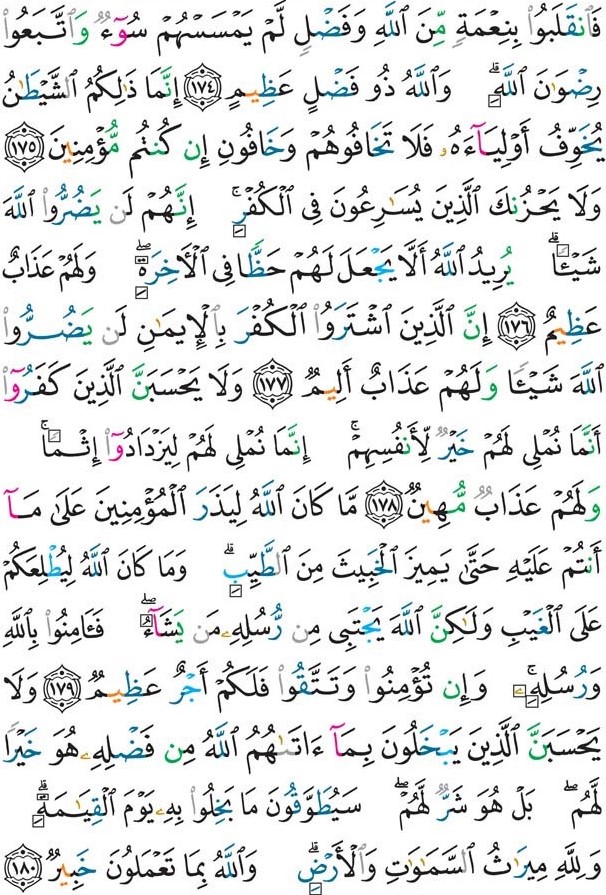 فَٱنقَلَبُوا۟ بِنِعْمَةٍ مِّنَ ٱللَّهِ وَفَضْلٍ لَّمْ يَمْسَسْهُمْ سُوٓءٌ وَٱتَّبَعُوا۟
رِضْوَٰنَ ٱللَّهِ ۗ وَٱللَّهُ ذُو فَضْلٍ عَظِيمٍ ١٧٤ إِنَّمَا ذَٰلِكُمُ ٱلشَّيْطَٰنُ
يُخَوِّفُ أَوْلِيَآءَهُۥ فَلَا تَخَافُوهُمْ وَخَافُونِ إِن كُنتُم مُّؤْمِنِينَ ١٧٥
وَلَا يَحْزُنكَ ٱلَّذِينَ يُسَٰرِعُونَ فِى ٱلْكُفْرِ ۚ إِنَّهُمْ لَن يَضُرُّوا۟ ٱللَّهَ
شَيْـًٔا ۗ يُرِيدُ ٱللَّهُ أَلَّا يَجْعَلَ لَهُمْ حَظًّا فِى ٱلْـَٔاخِرَةِ ۖ وَلَهُمْ عَذَابٌ
عَظِيمٌ ١٧٦ إِنَّ ٱلَّذِينَ ٱشْتَرَوُا۟ ٱلْكُفْرَ بِٱلْإِيمَٰنِ لَن يَضُرُّوا۟
ٱللَّهَ شَيْـًٔا وَلَهُمْ عَذَابٌ أَلِيمٌ ١٧٧ وَلَا يَحْسَبَنَّ ٱلَّذِينَ كَفَرُوٓا۟
أَنَّمَا نُمْلِى لَهُمْ خَيْرٌ لِّأَنفُسِهِمْ ۚ إِنَّمَا نُمْلِى لَهُمْ لِيَزْدَادُوٓا۟ إِثْمًا ۚ
وَلَهُمْ عَذَابٌ مُّهِينٌ ١٧٨ مَّا كَانَ ٱللَّهُ لِيَذَرَ ٱلْمُؤْمِنِينَ عَلَىٰ مَآ
أَنتُمْ عَلَيْهِ حَتَّىٰ يَمِيزَ ٱلْخَبِيثَ مِنَ ٱلطَّيِّبِ ۗ وَمَا كَانَ ٱللَّهُ لِيُطْلِعَكُمْ
عَلَى ٱلْغَيْبِ وَلَٰكِنَّ ٱللَّهَ يَجْتَبِى مِن رُّسُلِهِۦ مَن يَشَآءُ ۖ فَـَٔامِنُوا۟ بِٱللَّهِ
وَرُسُلِهِۦ ۚ وَإِن تُؤْمِنُوا۟ وَتَتَّقُوا۟ فَلَكُمْ أَجْرٌ عَظِيمٌ ١٧٩ وَلَا
يَحْسَبَنَّ ٱلَّذِينَ يَبْخَلُونَ بِمَآ ءَاتَىٰهُمُ ٱللَّهُ مِن فَضْلِهِۦ هُوَ خَيْرًا
لَّهُم ۖ بَلْ هُوَ شَرٌّ لَّهُمْ ۖ سَيُطَوَّقُونَ مَا بَخِلُوا۟ بِهِۦ يَوْمَ ٱلْقِيَٰمَةِ ۗ
وَلِلَّهِ مِيرَٰثُ ٱلسَّمَٰوَٰتِ وَٱلْأَرْضِ ۗ وَٱللَّهُ بِمَا تَعْمَلُونَ خَبِيرٌ ١٨٠